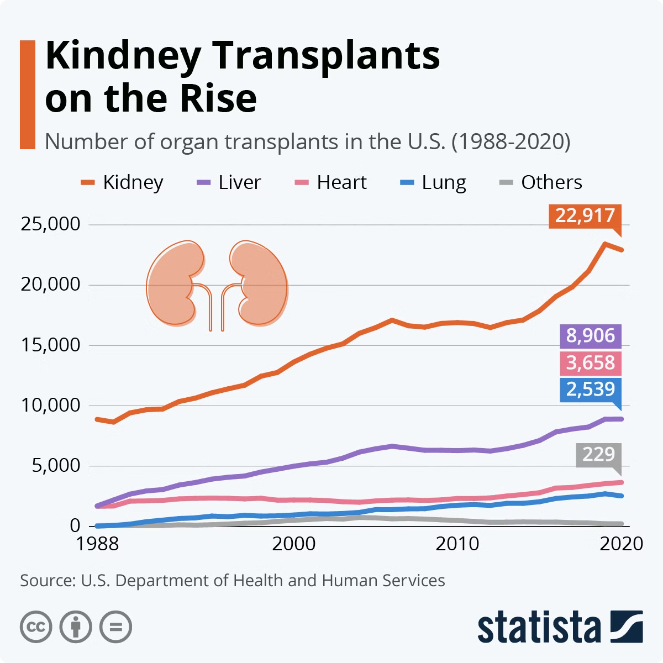 Kindney Transplants
on the Rise
Number of organ transplants in the U.S. (1988-2020)
Kidney Liver Heart Lung Others
25,000
20,000
15,000
10,000
5,000
0
22,917
8,906
3,658
2,539
229
1988 2000 2010 2020
Source: U.S. Department of Health and Human Services
cc =
statista